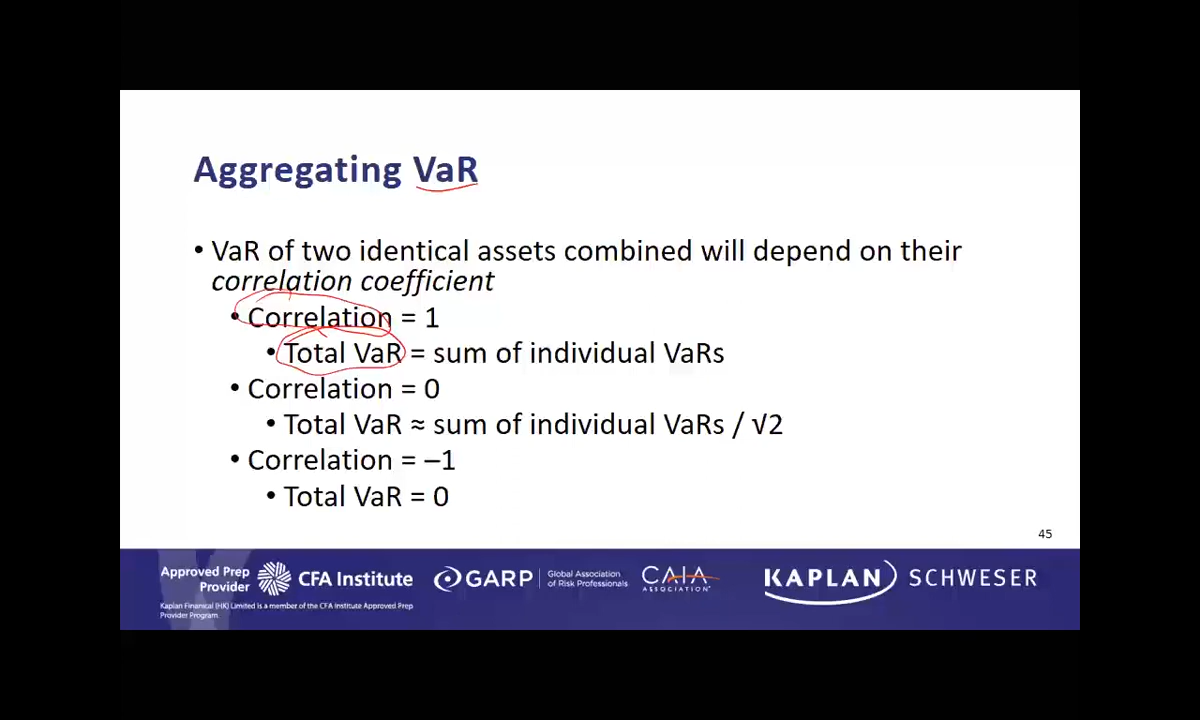 Aggregating VaR
• VaR of two identical assets combined will depend on their
correlation coefficient
• Correlation = 1
• Total VaR = sum of individual VaRs
• Correlation = 0
• Total VaR ≈ sum of individual VaRs / √2
• Correlation = –1
• Total VaR = 0
45
Approved Prep
Provider
CFA Institute
GARP
Global Association
of Risk Professionals
CAIA
ASSOCIATION
KAPLAN SCHWESER
Kaplan Finanical (HK) Limited is a member of the CFA Institute Approved Prep
Provider Program.